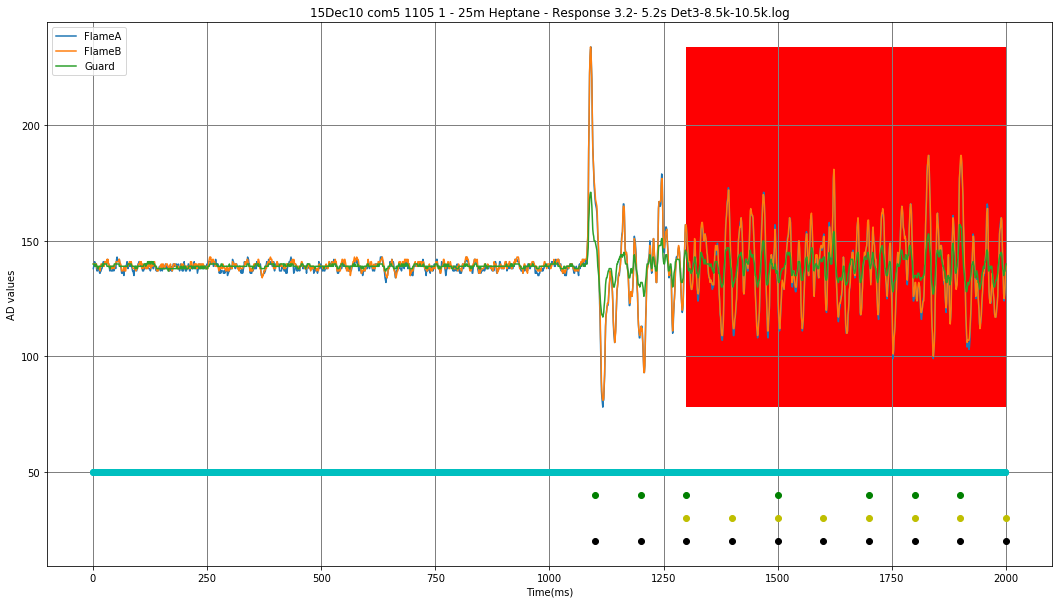 15Dec10 com5 1105 1 - 25m Heptane - Response 3.2- 5.2s Det3-8.5k-10.5k.log
FlameA
FlameB
Guard
AD values
200
150
100
50
0
250
500
750
1000
1250
1500
1750
2000
Time(ms)